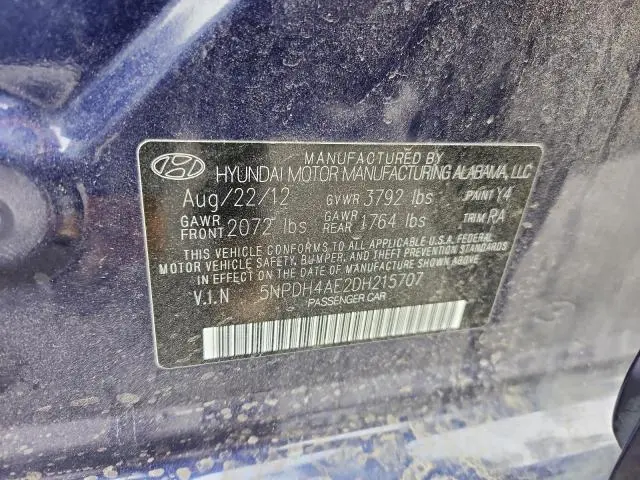 MANUFACTURED BY
HYUNDAI MOTOR MANUFACTURING ALABAMA, LLC
Aug/22/12 GVWR 3792 lbs PAINT Y4
GAWR FRONT 2072 lbs GAWR REAR 1764 lbs TRIM RA
THIS VEHICLE CONFORMS TO ALL APPLICABLE U.S.A. FEDERAL
MOTOR VEHICLE SAFETY, BUMPER, AND THEFT PREVENTION STANDARDS
IN EFFECT ON THE DATE OF MANUFACTURE SHOWN ABOVE.
V.I.N 5NPDH4AE2DH215707
PASSENGER CAR